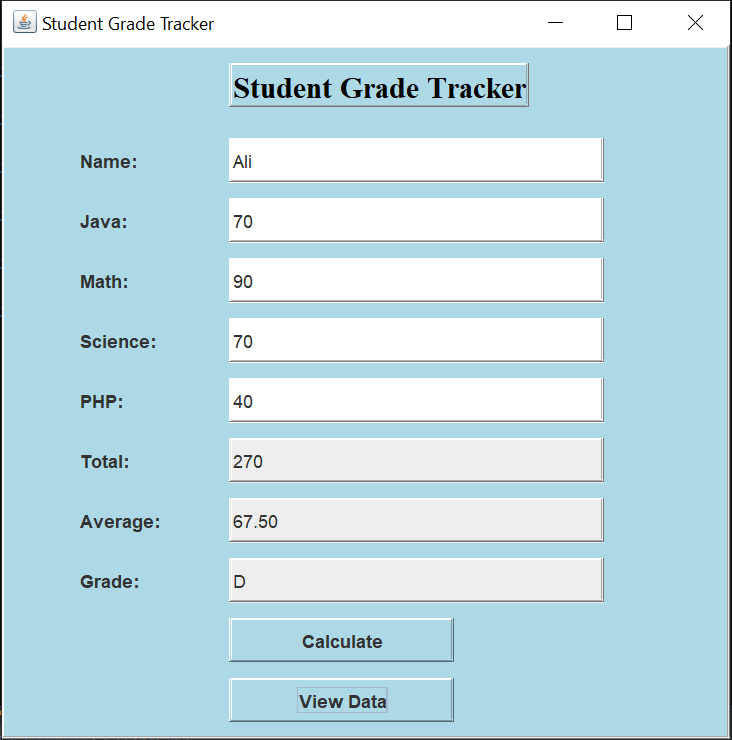 Student Grade Tracker
Student Grade Tracker
Name: Ali
Java: 70
Math: 90
Science: 70
PHP: 40
Total: 270
Average: 67.50
Grade: D
Calculate
View Data